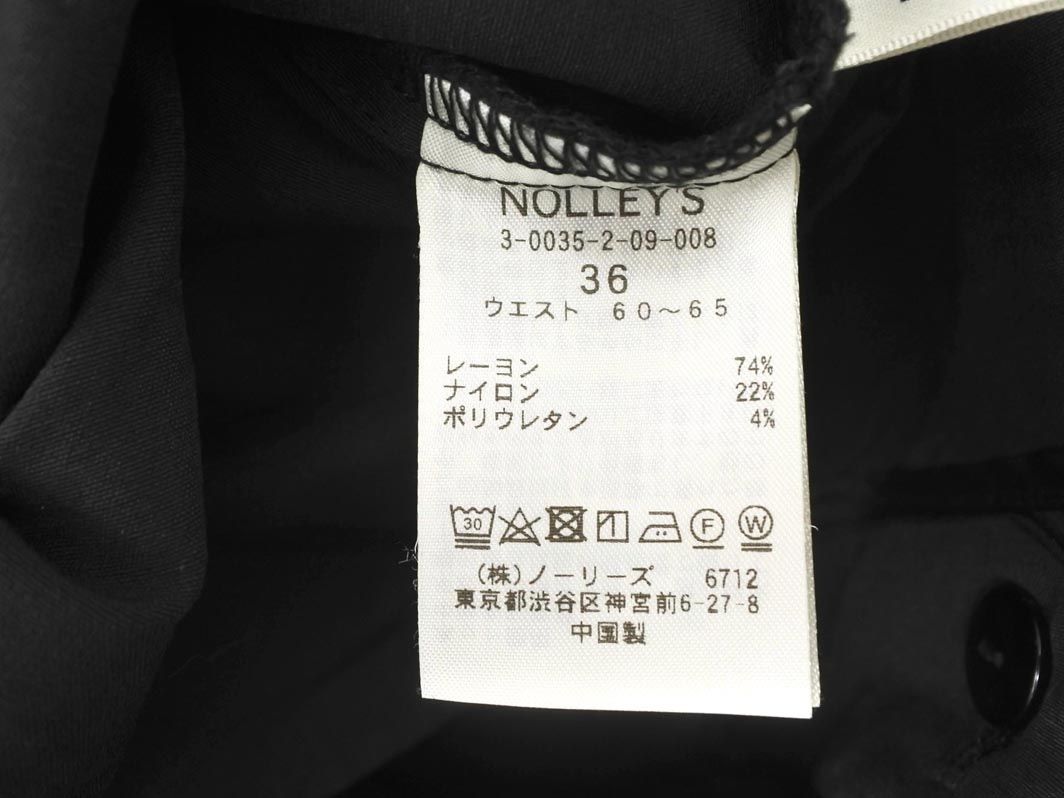 NOLLEY'S
3-0035-2-09-008
36
ウエスト 60～65
レーヨン 74%
ナイロン 22%
ポリウレタン 4%
30 F W
(株)ノーリーズ 6712
東京都渋谷区神宮前6-27-8
中国製